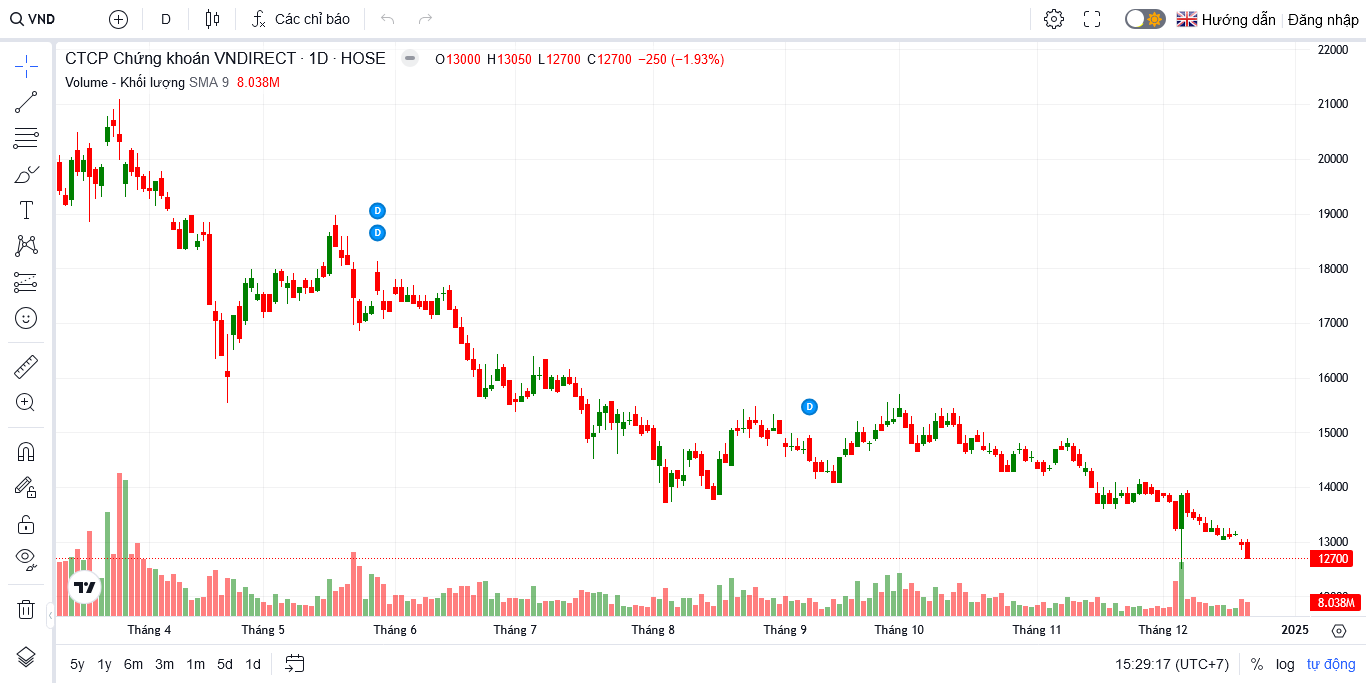 VND D Các chỉ báo Hướng dẫn Đăng nhập
CTCP Chứng khoán VNDIRECT · 1D · HOSE O13000 H13050 L12700 C12700 −250 (−1.93%)
Volume - Khối lượng SMA 9 8.038M
22000
21000
20000
19000
18000
17000
16000
15000
14000
13000
12700
8.038M
D
D
D
Tháng 4 Tháng 5 Tháng 6 Tháng 7 Tháng 8 Tháng 9 Tháng 10 Tháng 11 Tháng 12 2025
5y 1y 6m 3m 1m 5d 1d 15:29:17 (UTC+7) % log tự động